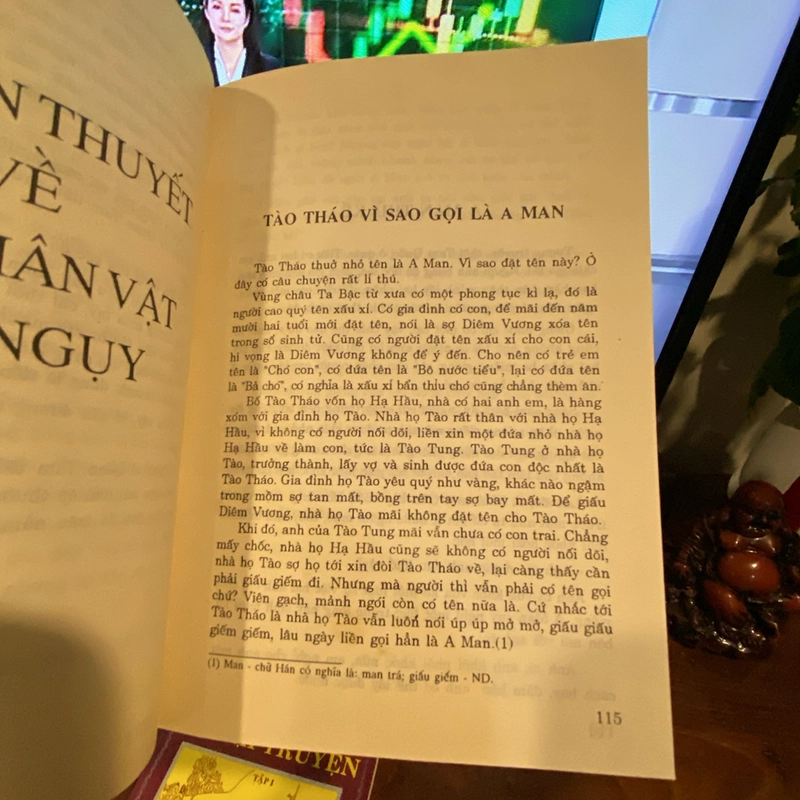 THUYẾT
VỀ
VẬT
NGỤY
TÀO THÁO VÌ SAO GỌI LÀ A MAN
Tào Tháo thuở nhỏ tên là A Man. Vì sao đặt tên này? Ở
đây có câu chuyện rất lí thú.
Vùng châu Ta Bạc từ xưa có một phong tục kì lạ, đó là
người cao quý tên xấu xí. Có gia đình có con, để mãi đến năm
mười hai tuổi mới đặt tên, nói là sợ Diêm Vương xóa tên
trong sổ sinh tử. Cũng có người đặt tên xấu xí cho con cái,
hi vọng là Diêm Vương không để ý đến. Cho nên có trẻ em
tên là "Chó con", có đứa tên là "Bô nước tiểu", lại có đứa tên
là "Bả chó", có nghĩa là xấu xí bẩn thỉu chó cũng chẳng thèm ăn.
Bố Tào Tháo vốn họ Hạ Hầu, nhà có hai anh em, là hàng
xóm với gia đình họ Tào. Nhà họ Tào rất thân với nhà họ Hạ
Hầu, vì không có người nối dõi, liền xin một đứa nhỏ nhà họ
Hạ Hầu về làm con, tức là Tào Tung. Tào Tung ở nhà họ
Tào, trưởng thành, lấy vợ và sinh được đứa con độc nhất là
Tào Tháo. Gia đình họ Tào yêu quý như vàng, khác nào ngậm
trong mồm sợ tan mất, bồng trên tay sợ bay mất. Để giấu
Diêm Vương, nhà họ Tào mãi không đặt tên cho Tào Tháo.
Khi đó, anh của Tào Tung mãi vẫn chưa có con trai. Chẳng
mấy chốc, nhà họ Hạ Hầu cũng sẽ không có người nối dõi,
nhà họ Tào sợ họ tới xin đòi Tào Tháo về, lại càng thấy cần
phải giấu giếm đi. Nhưng mà người thì vẫn phải có tên gọi
chứ? Viên gạch, mảnh ngói còn có tên nữa là. Cứ nhắc tới
Tào Tháo là nhà họ Tào vẫn luôn nói úp úp mở mở, giấu giấu
giếm giếm, lâu ngày liền gọi hẳn là A Man.(1)
(1) Man - chữ Hán có nghĩa là: man trá; giấu giếm - ND.
115
TRUYỆN
TẬP I